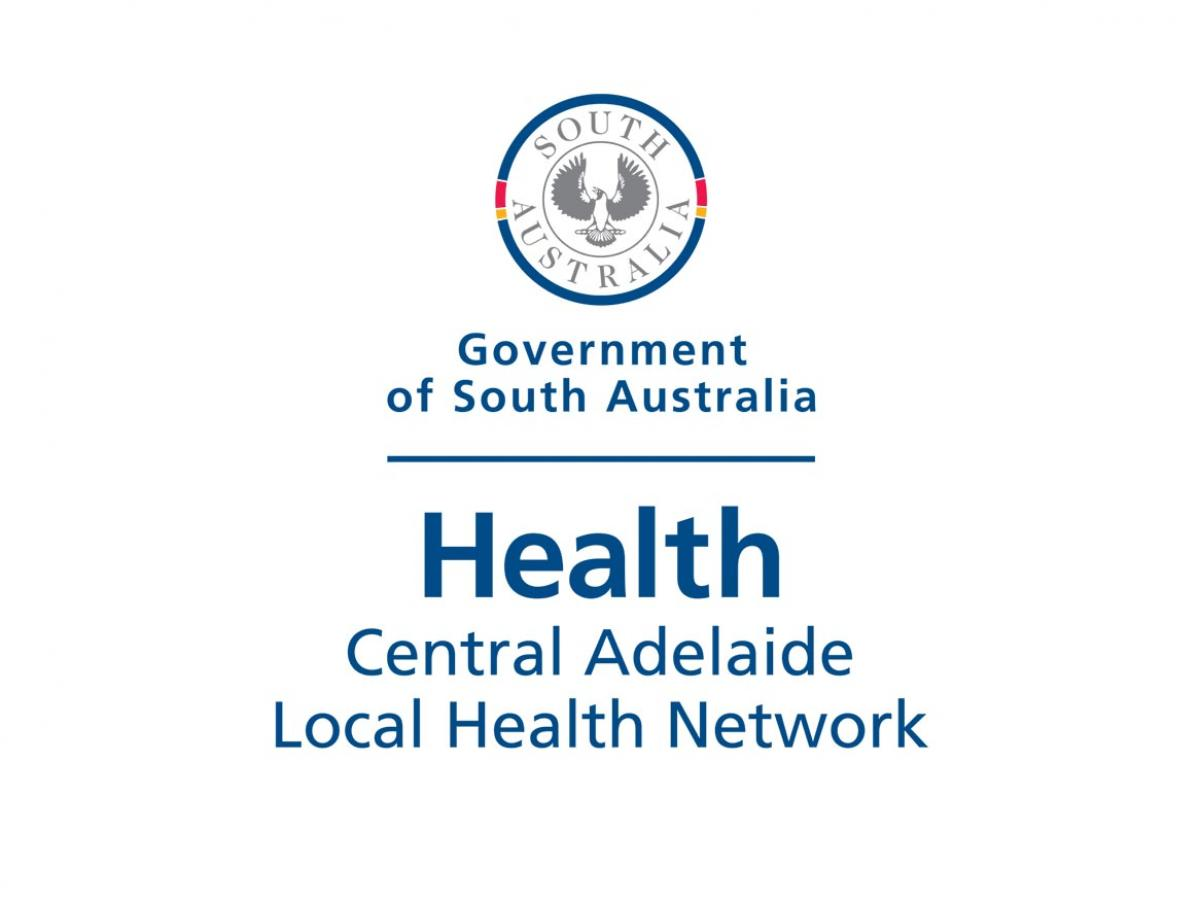 SOUTH
AUSTRALIA
Government
of South Australia
Health
Central Adelaide
Local Health Network